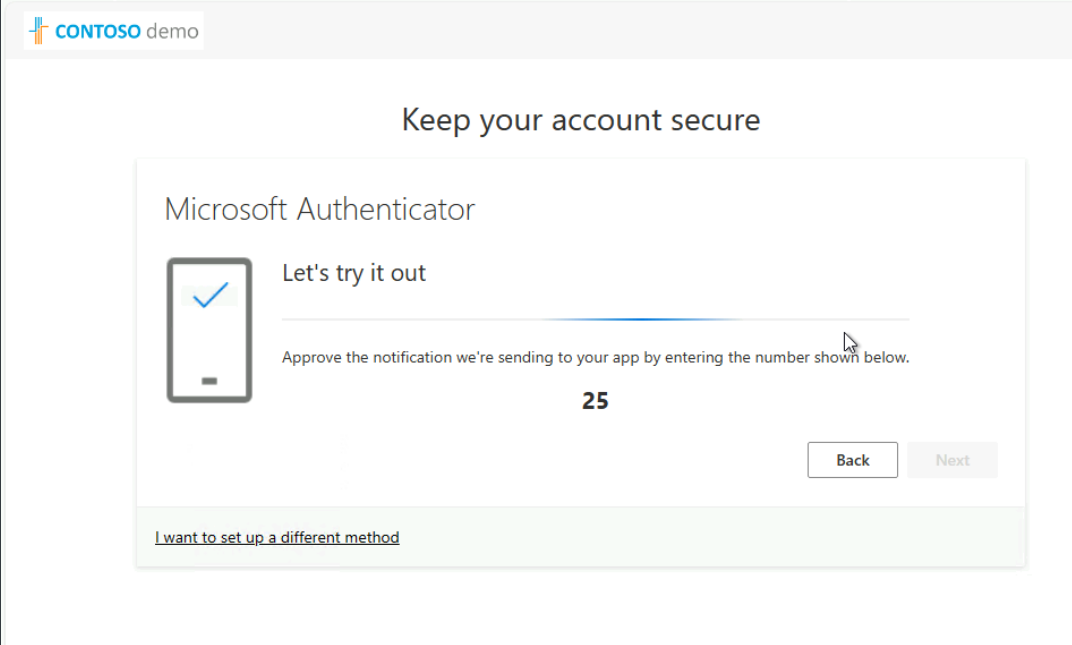 CONTOSO demo
Keep your account secure
Microsoft Authenticator
Let's try it out
Approve the notification we're sending to your app by entering the number shown below.
25
Back Next
I want to set up a different method